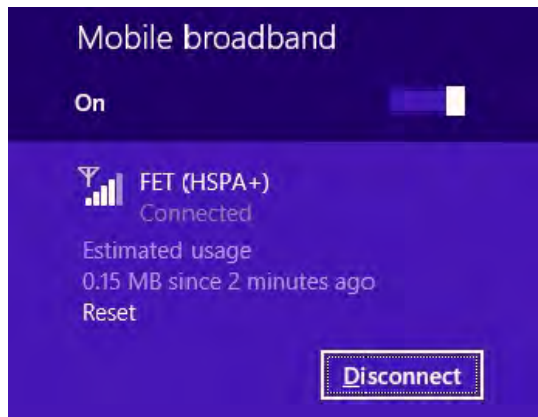 Mobile broadband
On
FET (HSPA+)
Connected
Estimated usage
0.15 MB since 2 minutes ago
Reset
Disconnect